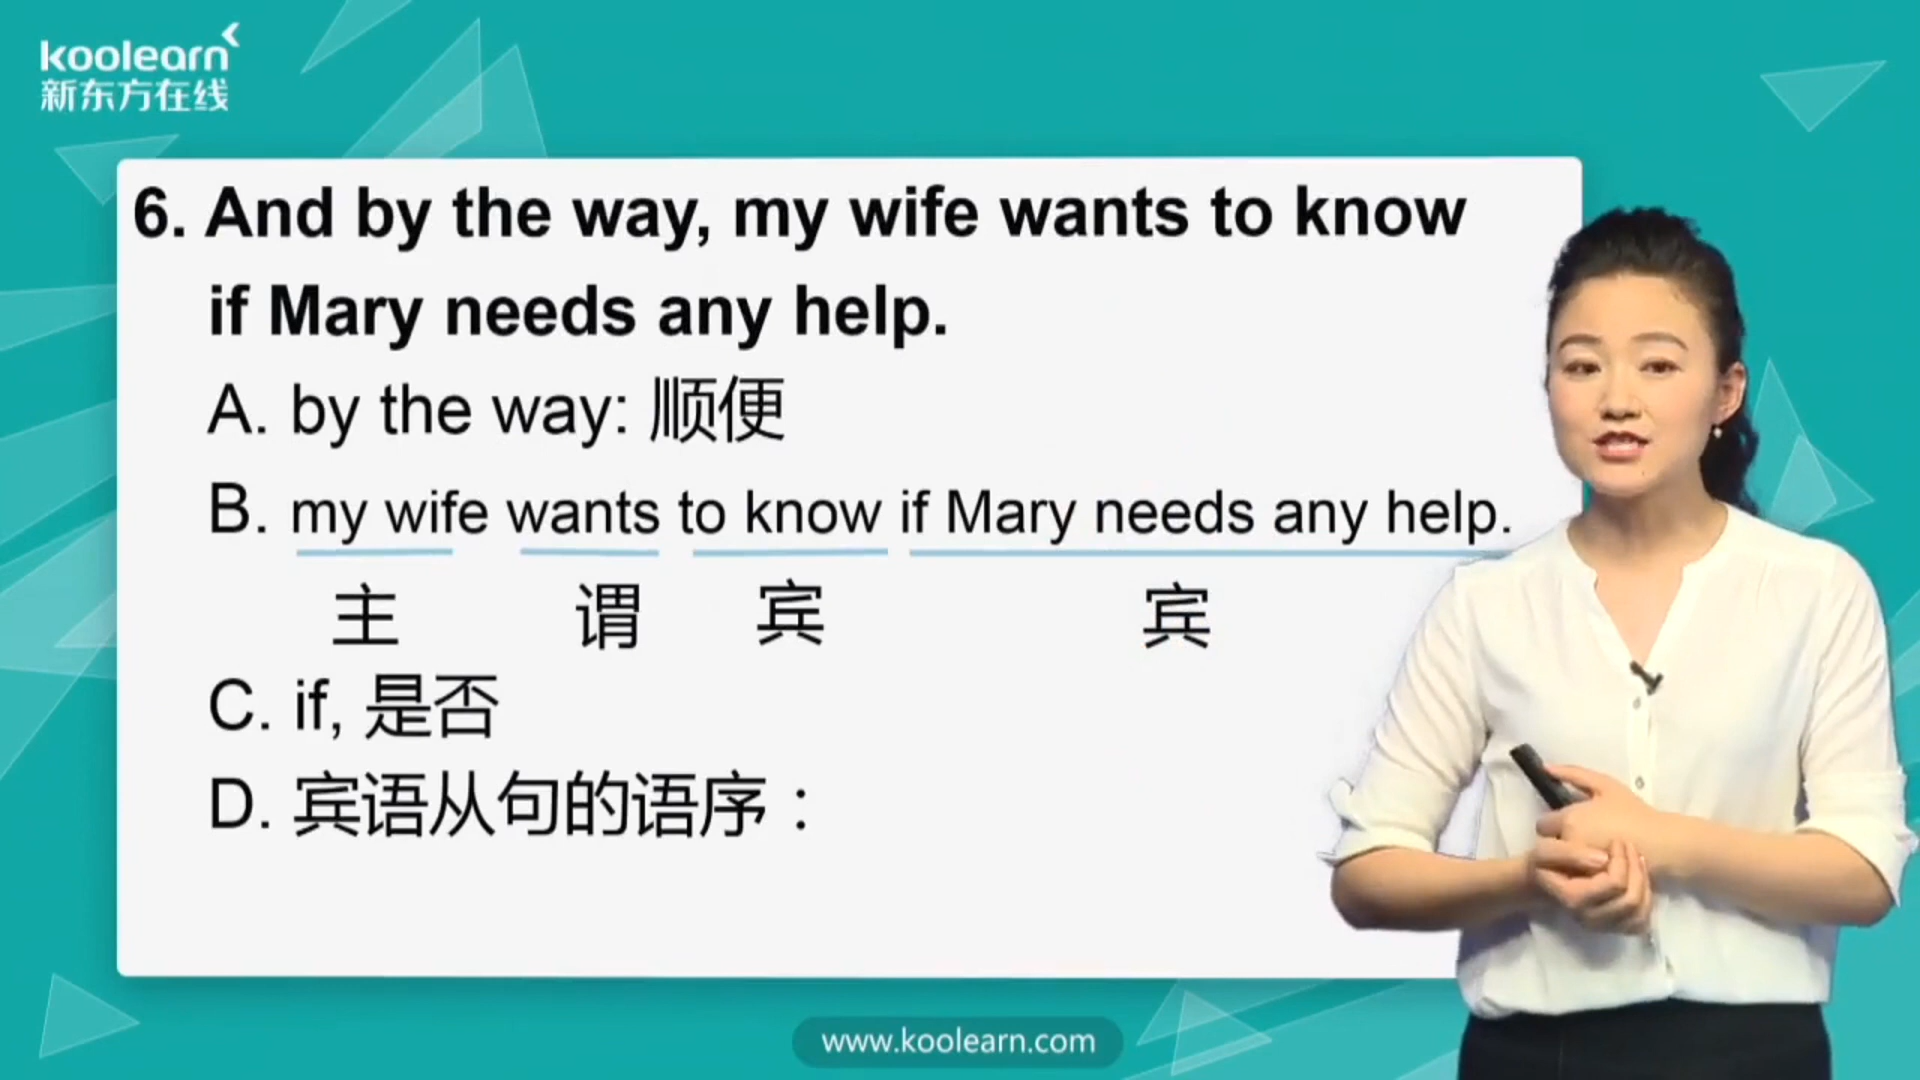 koolearn
新东方在线
6. And by the way, my wife wants to know
if Mary needs any help.
A. by the way: 顺便
B. my wife wants to know if Mary needs any help.
主 谓 宾 宾
C. if, 是否
D. 宾语从句的语序：
www.koolearn.com